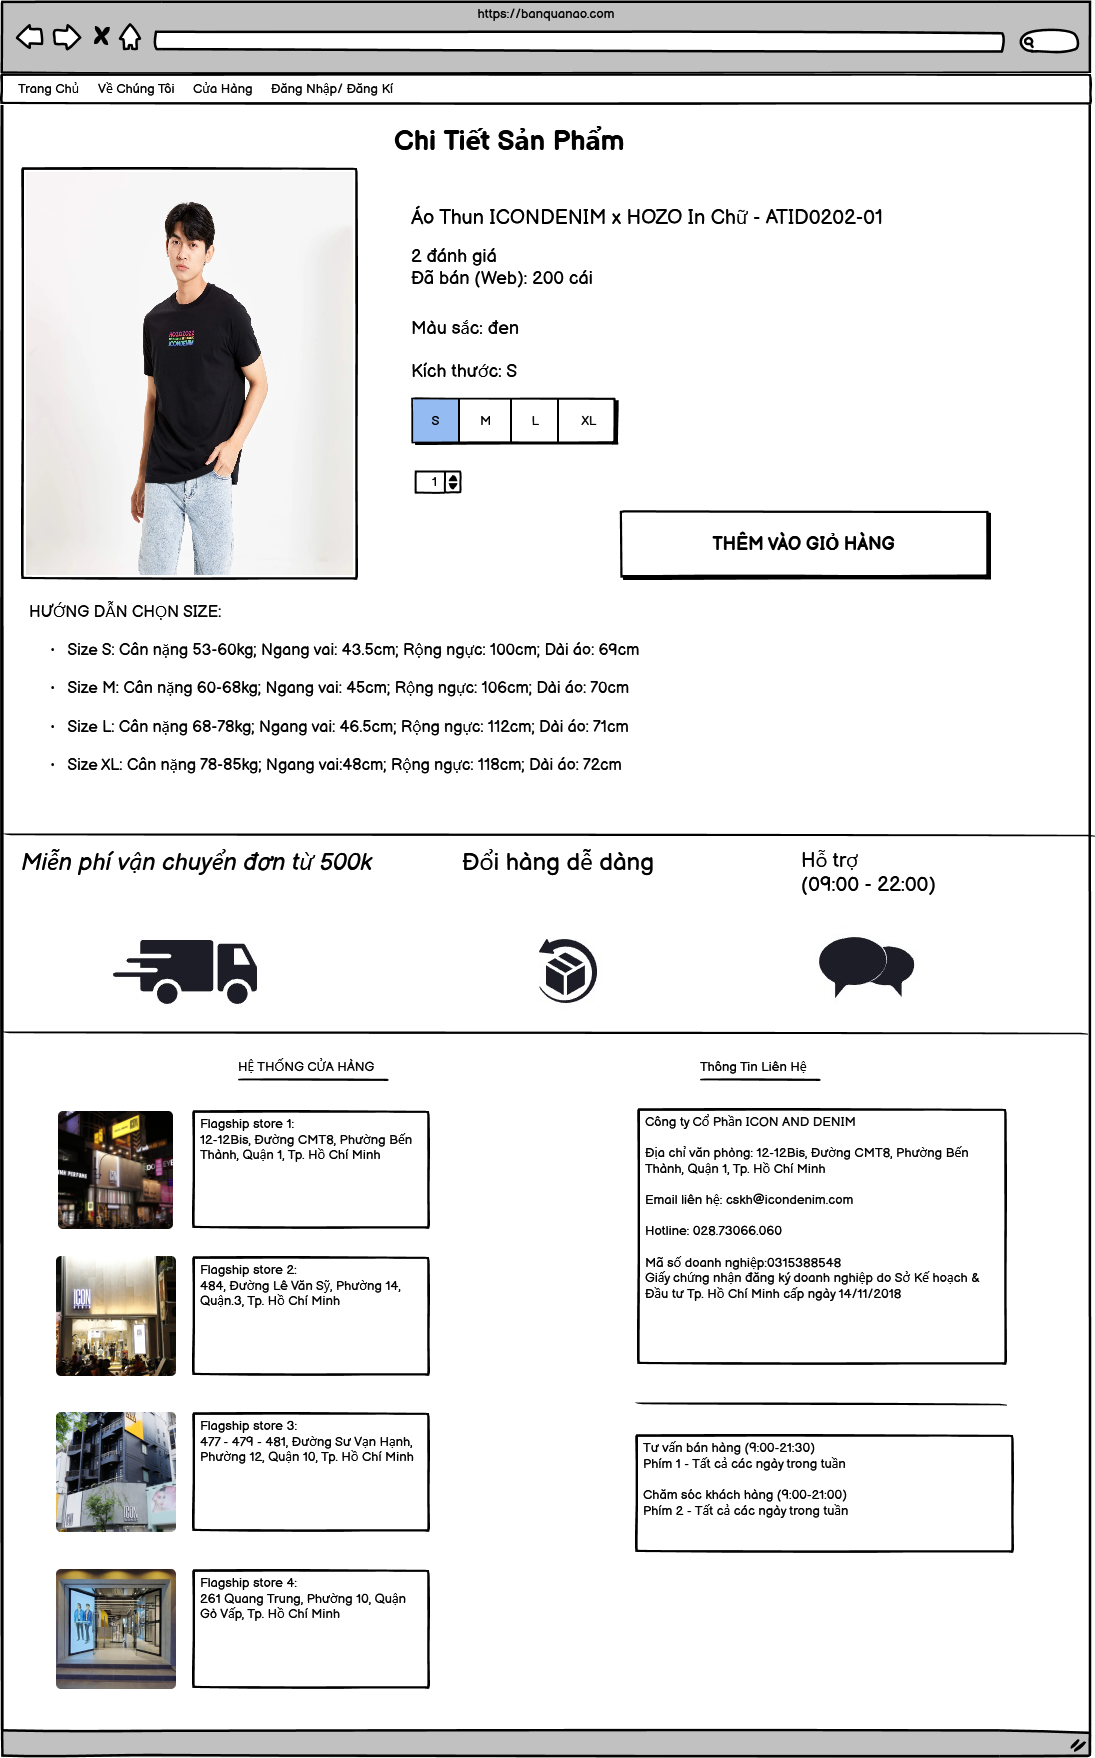 https://banquanao.com
Trang Chủ Về Chúng Tôi Cửa Hàng Đăng Nhập/ Đăng Kí
Chi Tiết Sản Phẩm
ICONDENIM
Áo Thun ICONDENIM x HOZO In Chữ - ATID0202-01
2 đánh giá
Đã bán (Web): 200 cái
Màu sắc: đen
Kích thước: S
S M L XL
1
THÊM VÀO GIỎ HÀNG
HƯỚNG DẪN CHỌN SIZE:
• Size S: Cân nặng 53-60kg; Ngang vai: 43.5cm; Rộng ngực: 100cm; Dài áo: 69cm
• Size M: Cân nặng 60-68kg; Ngang vai: 45cm; Rộng ngực: 106cm; Dài áo: 70cm
• Size L: Cân nặng 68-78kg; Ngang vai: 46.5cm; Rộng ngực: 112cm; Dài áo: 71cm
• Size XL: Cân nặng 78-85kg; Ngang vai:48cm; Rộng ngực: 118cm; Dài áo: 72cm
Miễn phí vận chuyển đơn từ 500k
Đổi hàng dễ dàng
Hỗ trợ
(09:00 - 22:00)
HỆ THỐNG CỬA HÀNG
Flagship store 1:
12-12Bis, Đường CMT8, Phường Bến
Thành, Quận 1, Tp. Hồ Chí Minh
ICON
Flagship store 2:
484, Đường Lê Văn Sỹ, Phường 14,
Quận.3, Tp. Hồ Chí Minh
ICON
Flagship store 3:
477 - 479 - 481, Đường Sư Vạn Hạnh,
Phường 12, Quận 10, Tp. Hồ Chí Minh
Flagship store 4:
261 Quang Trung, Phường 10, Quận
Gò Vấp, Tp. Hồ Chí Minh
Thông Tin Liên Hệ
Công ty Cổ Phần ICON AND DENIM
Địa chỉ văn phòng: 12-12Bis, Đường CMT8, Phường Bến
Thành, Quận 1, Tp. Hồ Chí Minh
Email liên hệ: cskh@icondenim.com
Hotline: 028.73066.060
Mã số doanh nghiệp:0315388548
Giấy chứng nhận đăng ký doanh nghiệp do Sở Kế hoạch &
Đầu tư Tp. Hồ Chí Minh cấp ngày 14/11/2018
Tư vấn bán hàng (9:00-21:30)
Phím 1 - Tất cả các ngày trong tuần
Chăm sóc khách hàng (9:00-21:00)
Phím 2 - Tất cả các ngày trong tuần